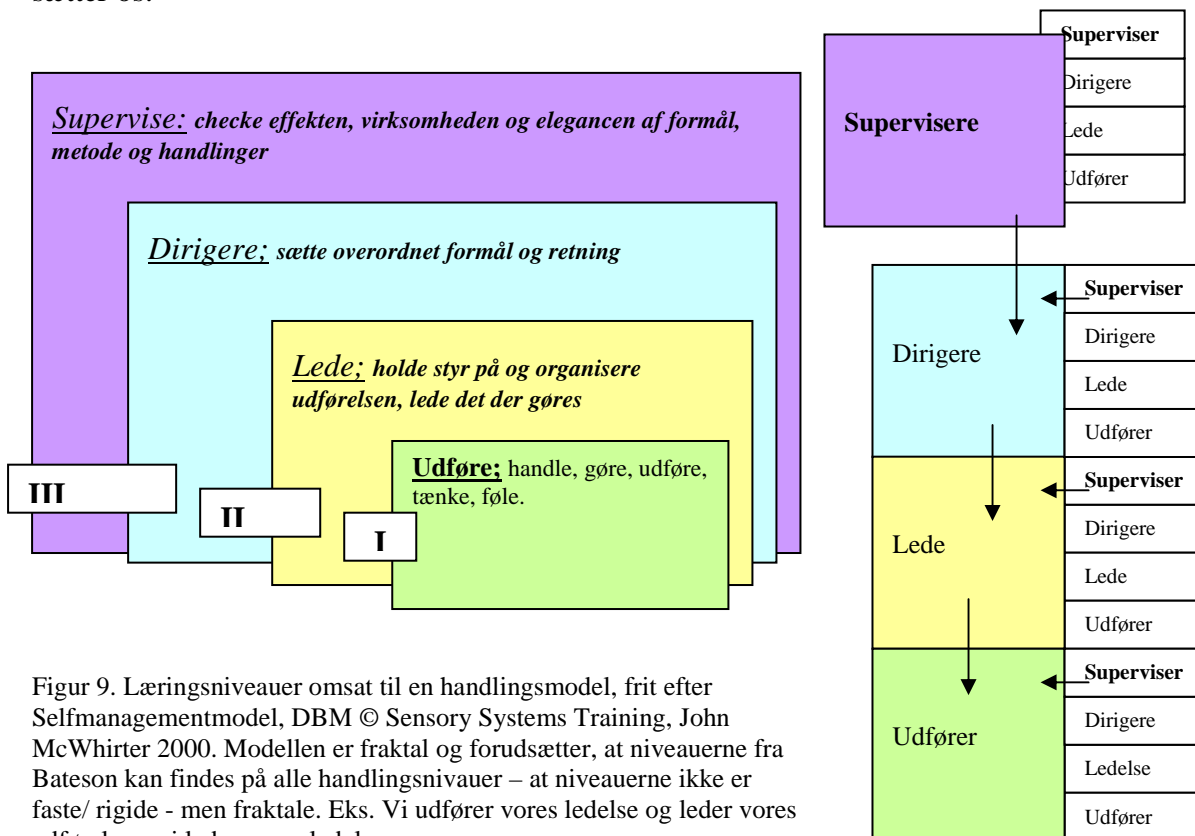 sætter os.
Supervise: checke effekten, virksomheden og elegancen af formål,
metode og handlinger
Dirigere; sætte overordnet formål og retning
Lede; holde styr på og organisere
udførelsen, lede det der gøres
Udføre; handle, gøre, udføre,
tænke, føle.
III
II
I
Supervisere
Superviser
Dirigere
Lede
Udfører
Dirigere
Superviser
Dirigere
Lede
Udfører
Lede
Superviser
Dirigere
Lede
Udfører
Udfører
Superviser
Dirigere
Ledelse
Udfører
Figur 9. Læringsniveauer omsat til en handlingsmodel, frit efter
Selfmanagementmodel, DBM © Sensory Systems Training, John
McWhirter 2000. Modellen er fraktal og forudsætter, at niveauerne fra
Bateson kan findes på alle handlingsnivauer – at niveauerne ikke er
faste/ rigide - men fraktale. Eks. Vi udfører vores ledelse og leder vores